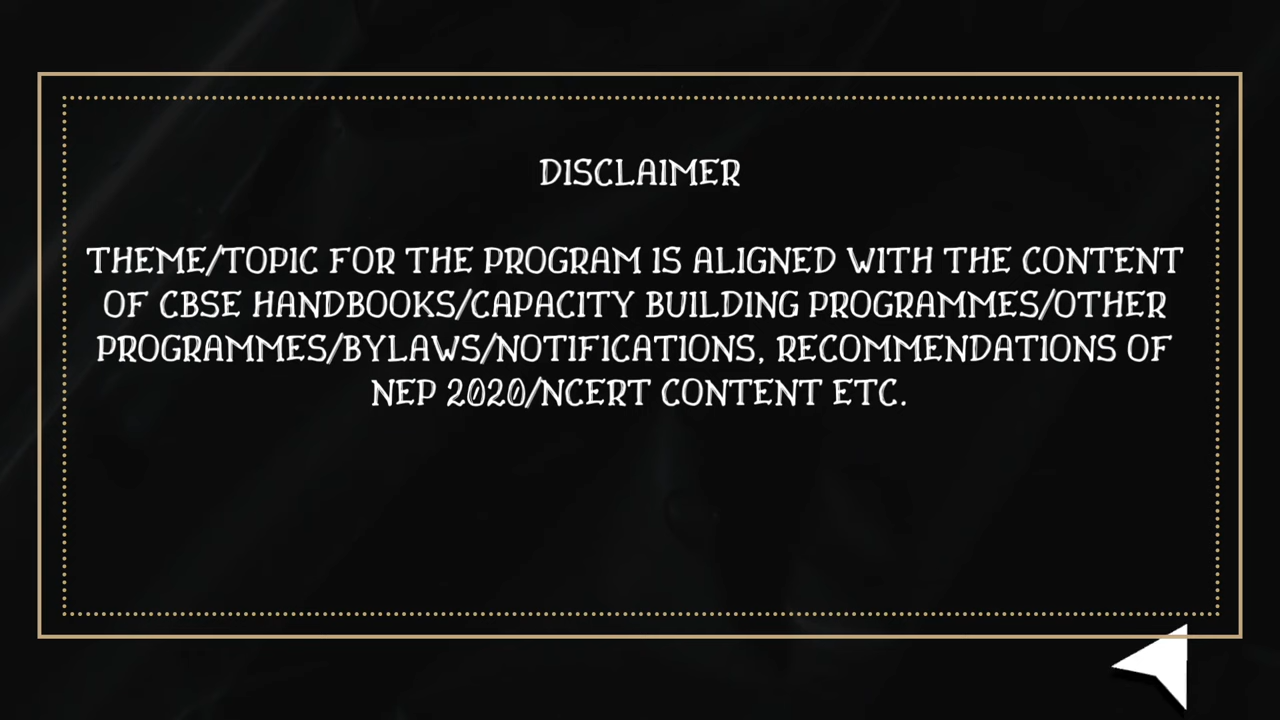 DISCLAIMER
THEME/TOPIC FOR THE PROGRAM IS ALIGNED WITH THE CONTENT
OF CBSE HANDBOOKS/CAPACITY BUILDING PROGRAMMES/OTHER
PROGRAMMES/BYLAWS/NOTIFICATIONS, RECOMMENDATIONS OF
NEP 2020/NCERT CONTENT ETC.